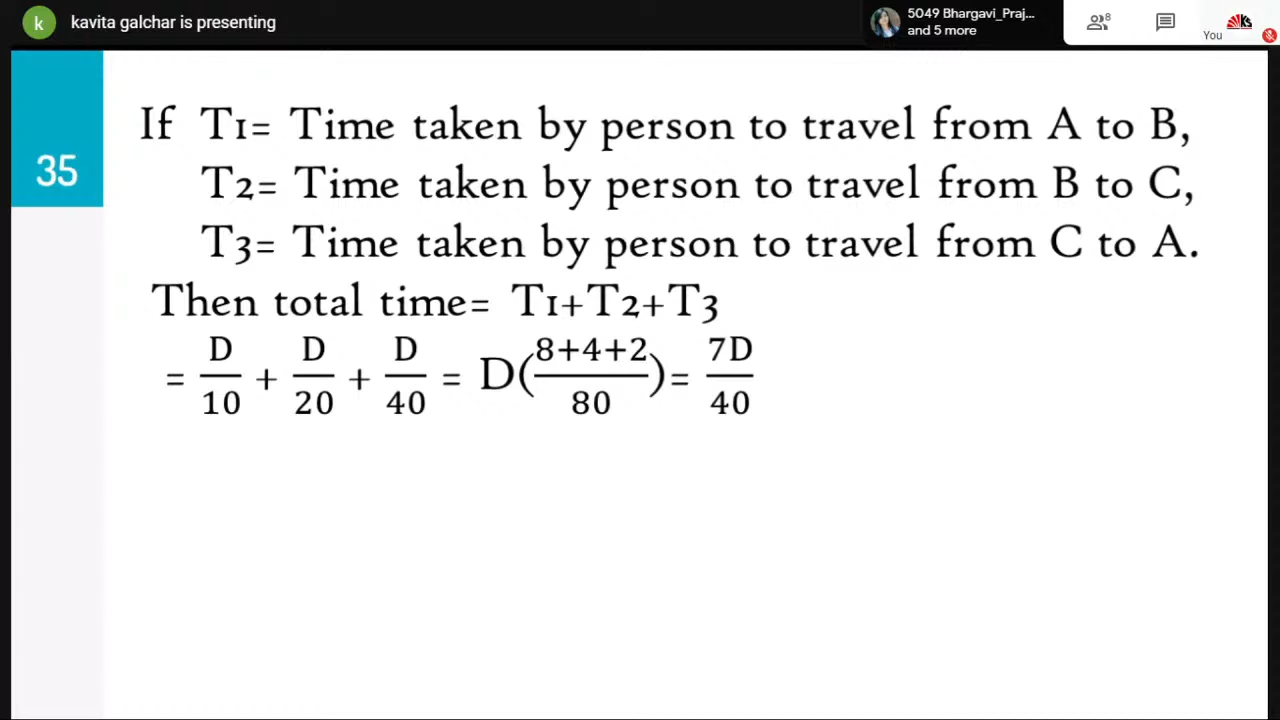 k kavita galchar is presenting
5049 Bhargavi_Praj...
and 5 more
8
You
35
If T1= Time taken by person to travel from A to B,
T2= Time taken by person to travel from B to C,
T3= Time taken by person to travel from C to A.
Then total time= T1+T2+T3
= D/10 + D/20 + D/40 = D(8+4+2/80)= 7D/40